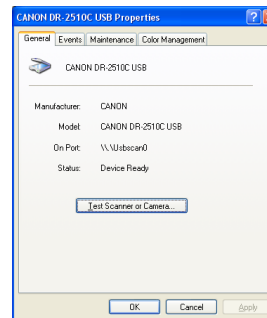 CANON DR-2510C USB Properties
General Events Maintenance Color Management
CANON DR-2510C USB
Manufacturer: CANON
Model: CANON DR-2510C USB
On Port: \\.\Usbscan0
Status: Device Ready
Test Scanner or Camera...
OK Cancel Apply